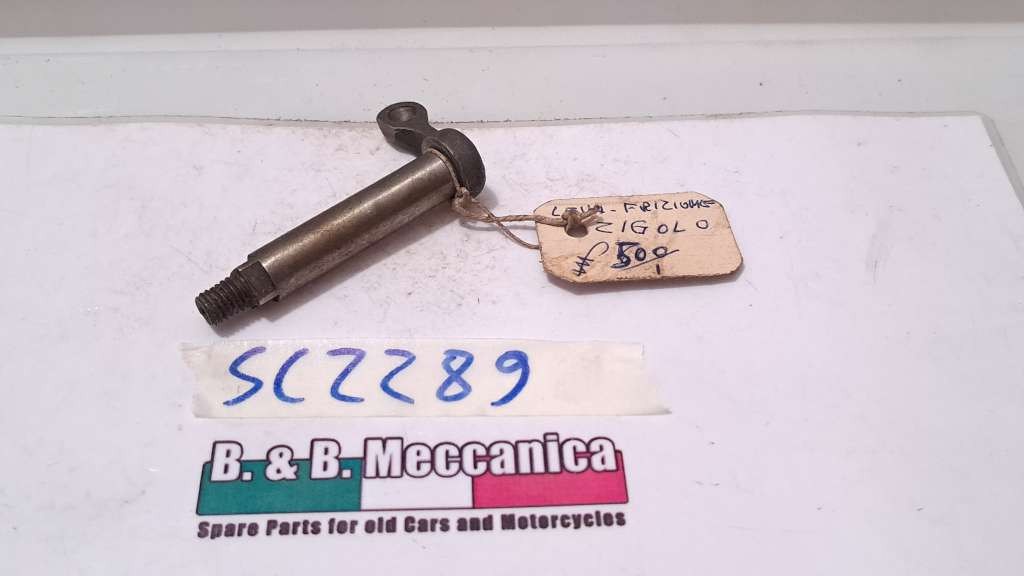 LEVA - FRIZIONE
ZIGOLO
₤ 500
1
SC2289
B. & B. Meccanica
Spare Parts for old Cars and Motorcycles